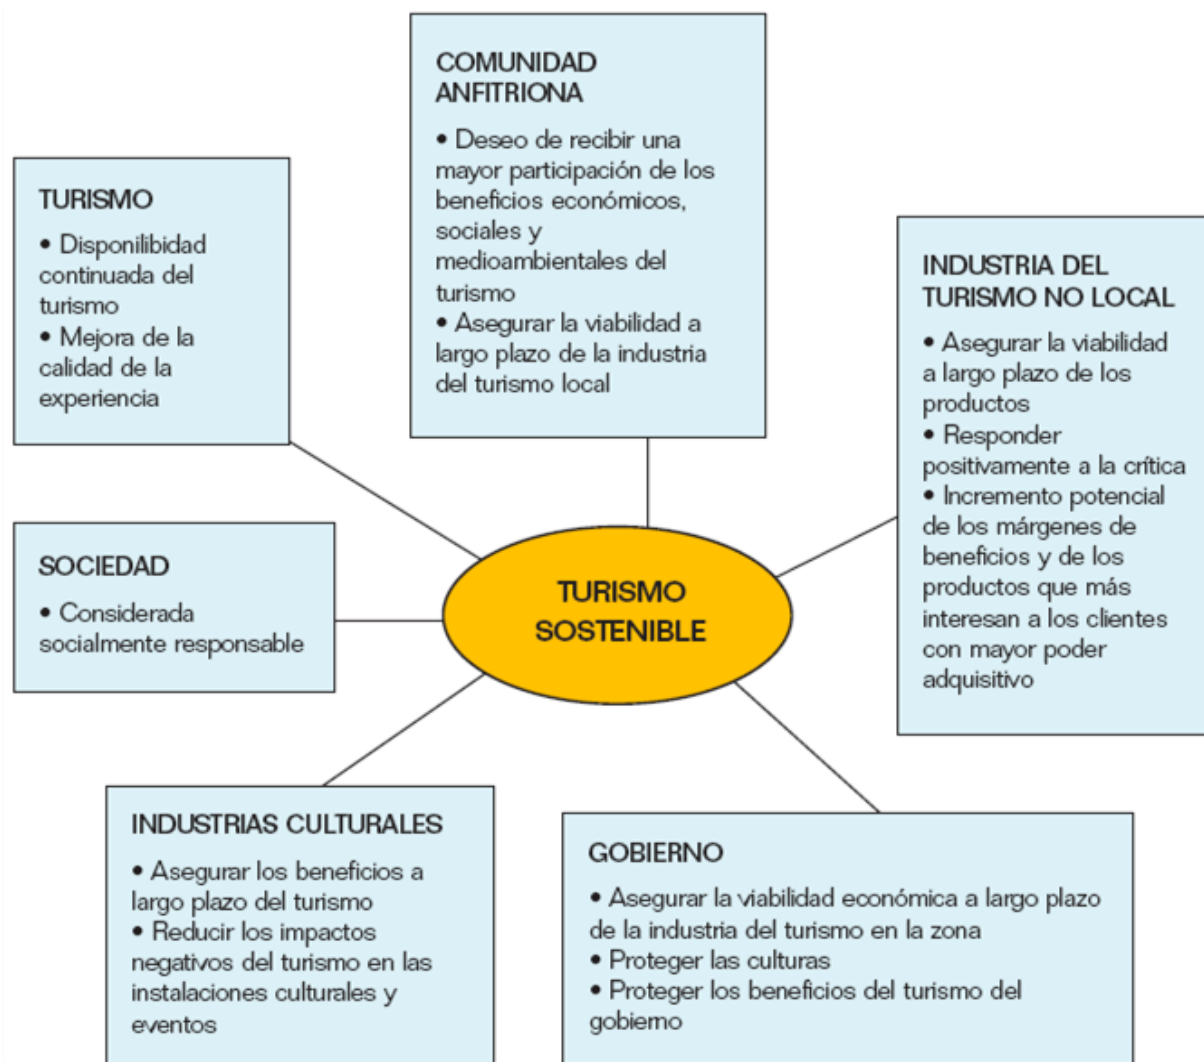 COMUNIDAD
ANFITRIONA
• Deseo de recibir una
mayor participación de los
beneficios económicos,
sociales y
medioambientales del
turismo
• Asegurar la viabilidad a
largo plazo de la industria
del turismo local
TURISMO
• Disponilibidad
continuada del
turismo
• Mejora de la
calidad de la
experiencia
INDUSTRIA DEL
TURISMO NO LOCAL
• Asegurar la viabilidad
a largo plazo de los
productos
• Responder
positivamente a la crítica
• Incremento potencial
de los márgenes de
beneficios y de los
productos que más
interesan a los clientes
con mayor poder
adquisitivo
SOCIEDAD
• Considerada
socialmente responsable
TURISMO
SOSTENIBLE
INDUSTRIAS CULTURALES
• Asegurar los beneficios a
largo plazo del turismo
• Reducir los impactos
negativos del turismo en las
instalaciones culturales y
eventos
GOBIERNO
• Asegurar la viabilidad económica a largo plazo
de la industria del turismo en la zona
• Proteger las culturas
• Proteger los beneficios del turismo del
gobierno